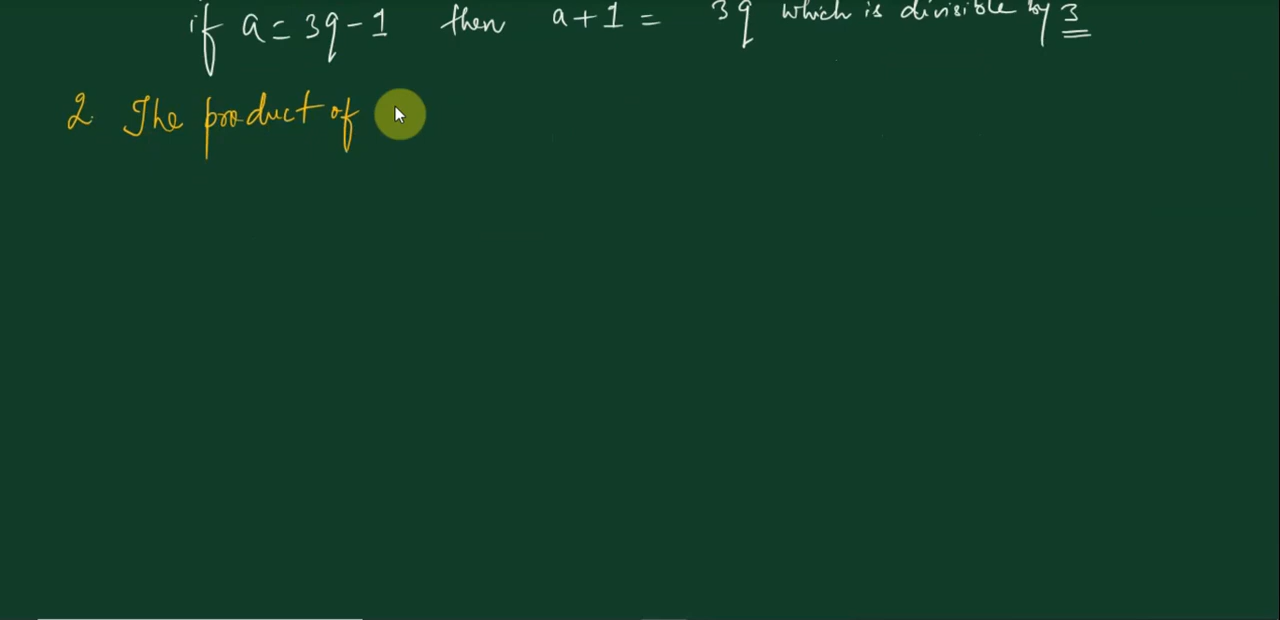 if a = 3q - 1 then a + 1 = 3q which is divisible by 3
2. The product of